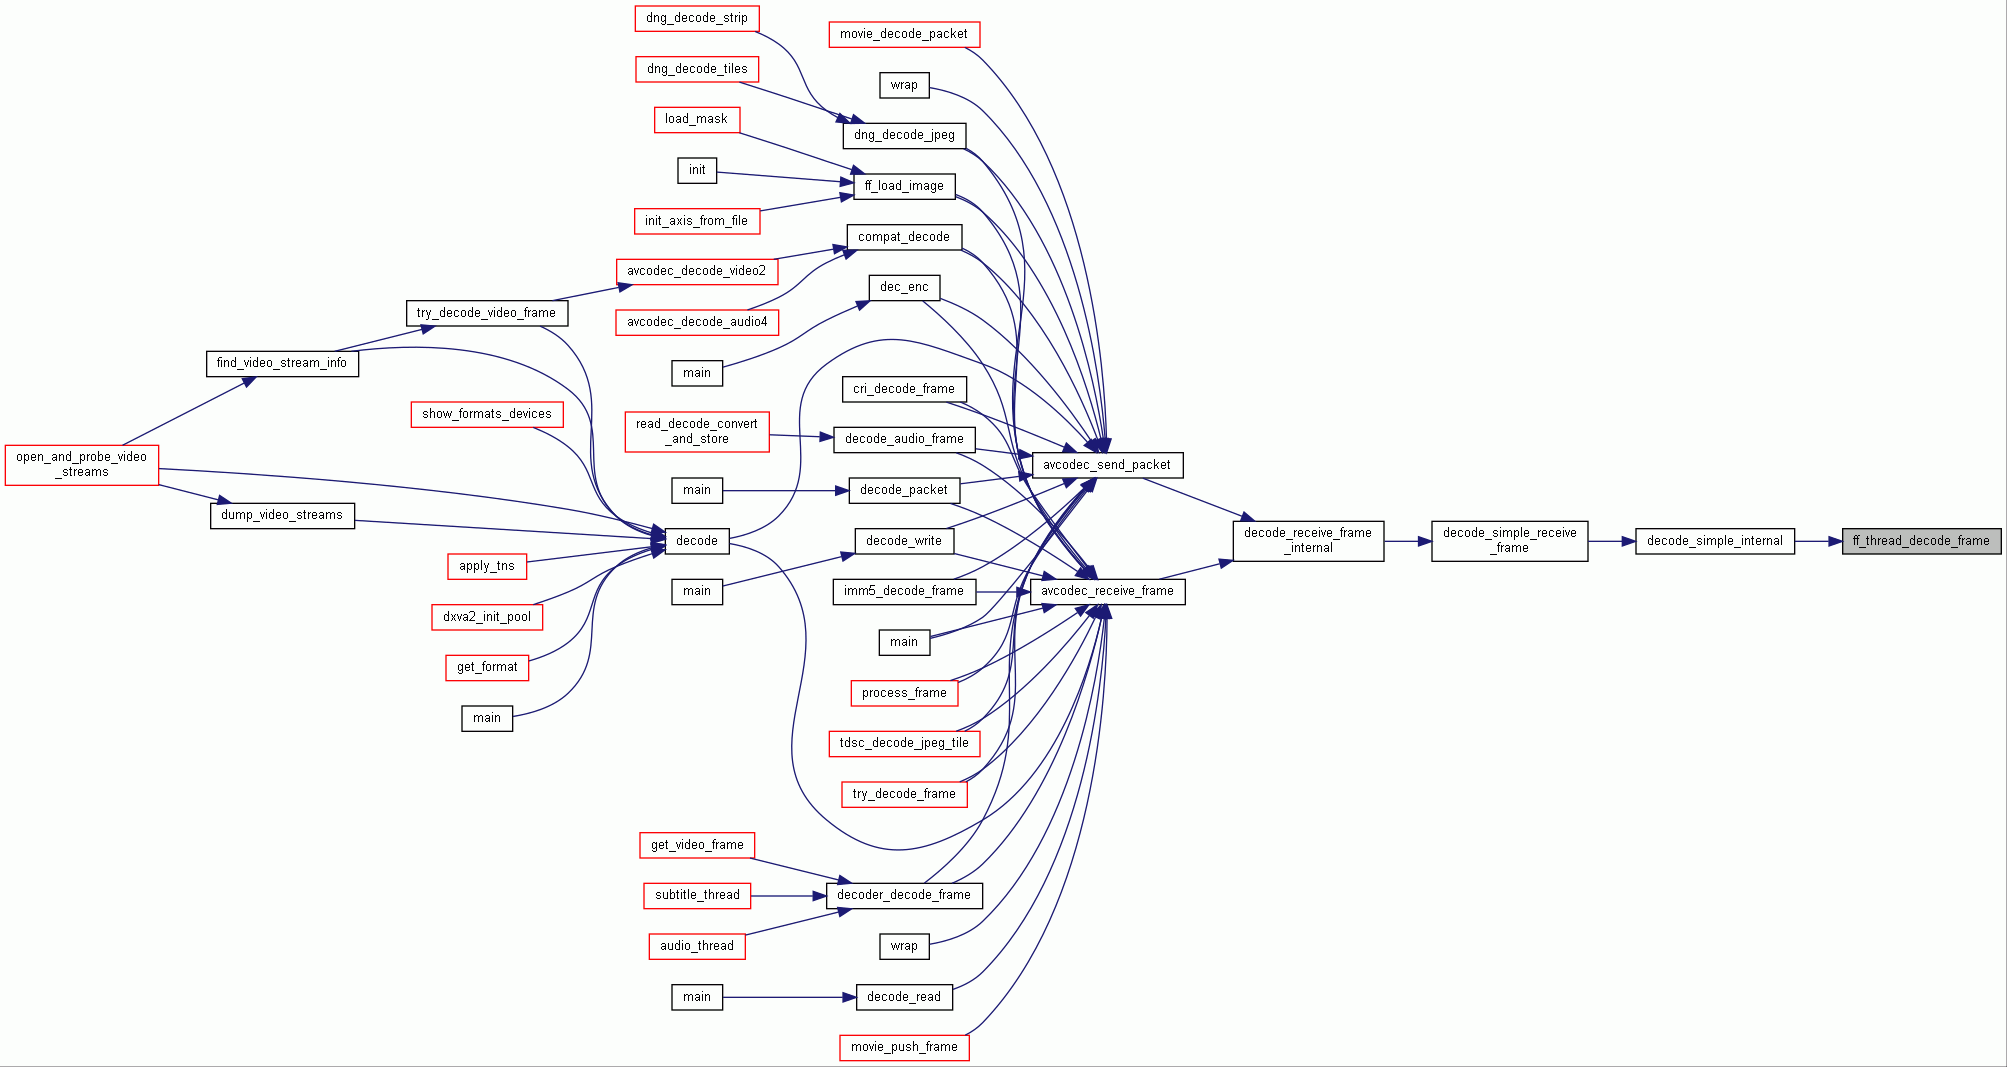 dng_decode_strip
movie_decode_packet
dng_decode_tiles
wrap
load_mask
dng_decode_jpeg
init
ff_load_image
init_axis_from_file
compat_decode
avcodec_decode_video2
dec_enc
try_decode_video_frame
avcodec_decode_audio4
find_video_stream_info
main
cri_decode_frame
show_formats_devices
read_decode_convert
_and_store
decode_audio_frame
open_and_probe_video
_streams
avcodec_send_packet
main
decode_packet
dump_video_streams
decode
decode_write
decode_receive_frame
_internal
decode_simple_receive
_frame
decode_simple_internal
ff_thread_decode_frame
apply_tns
main
imm5_decode_frame
avcodec_receive_frame
dxva2_init_pool
main
get_format
process_frame
main
tdsc_decode_jpeg_tile
try_decode_frame
get_video_frame
subtitle_thread
decoder_decode_frame
audio_thread
wrap
main
decode_read
movie_push_frame